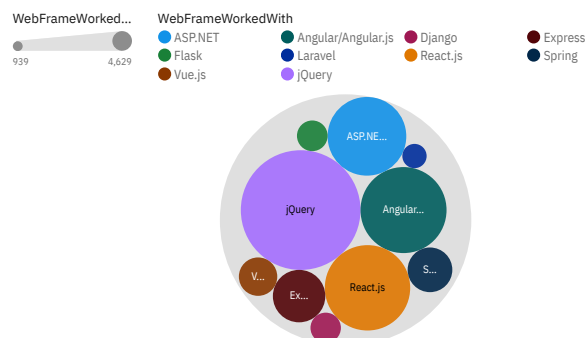 WebFrameWorked...
WebFrameWorkedWith
939
4,629
ASP.NET
Angular/Angular.js
Django
Express
Flask
Laravel
React.js
Spring
Vue.js
jQuery
ASP.NE...
jQuery
Angular...
V...
Ex...
React.js
S...